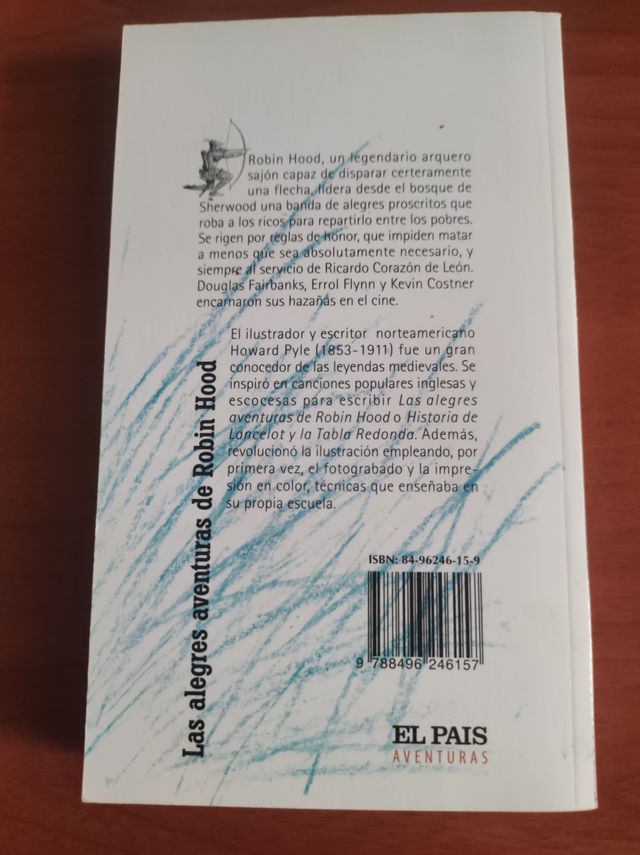 Robin Hood, un legendario arquero
sajón capaz de disparar certeramente
una flecha, lidera desde el bosque de
Sherwood una banda de alegres proscritos que
roba a los ricos para repartirlo entre los pobres.
Se rigen por reglas de honor, que impiden matar
a menos que sea absolutamente necesario, y
siempre al servicio de Ricardo Corazón de León.
Douglas Fairbanks, Errol Flynn y Kevin Costner
encarnaron sus hazañas en el cine.
El ilustrador y escritor norteamericano
Howard Pyle (1853-1911) fue un gran
conocedor de las leyendas medievales. Se
inspiró en canciones populares inglesas y
escocesas para escribir Las alegres
aventuras de Robin Hood o Historia de
Lancelot y la Tabla Redonda. Además,
revolucionó la ilustración empleando, por
primera vez, el fotograbado y la impre-
sión en color, técnicas que enseñaba en
su propia escuela.
Las alegres aventuras de Robin Hood
ISBN: 84-96246-15-9
9 788496 246157
EL PAIS
AVENTURAS